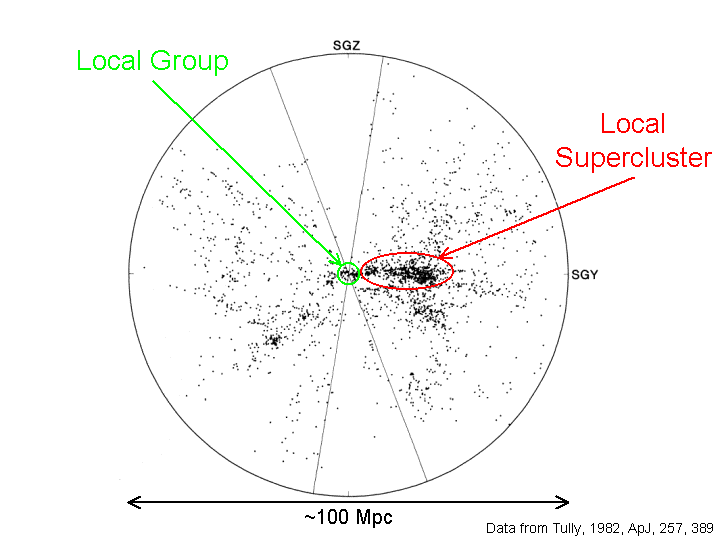 SGZ
Local Group
Local
Supercluster
SGY
~100 Mpc
Data from Tully, 1982, ApJ, 257, 389